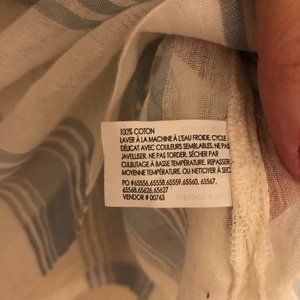 100% COTON
LAVER À LA MACHINE À L'EAU FROIDE, CYCLE
DÉLICAT AVEC COULEURS SEMBLABLES. NE PAS
JAVELLISER. NE PAS TORDER. SÉCHER PAR
CULBUTAGE À BASSE TEMPÉRATURE. REPASSER
MOYENNE TEMPÉRATURE. OU NETTOYER À SEC
PO #65556,65558,65559,65560, 65567,
65568,65626,65627
VENDOR # 00763